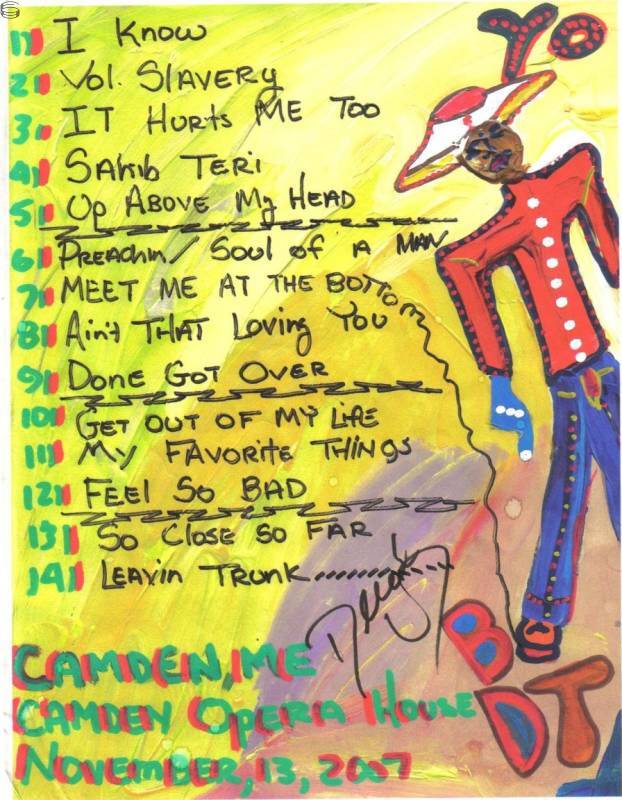 YO
1) I Know
2) Vol. Slavery
3) IT Hurts ME TOO
4) Sahib TERi
5) Up ABOVE My HEAD
6) PREACHIN / Soul of A MAN
7) MEET ME AT THE BOTTOM
8) Ain't THAT Loving YOU
9) DONE GOT OVER
10) GET OUT OF MY LIFE
11) MY FAVORITE THINGS
12) FEEL SO BAD
13) SO CLOSE SO FAR
14) LEAVIN TRUNK..........
Derek
CAMDEN, ME
CAMDEN OPERA HOUSE
NOVEMBER, 13, 2007
B
DT